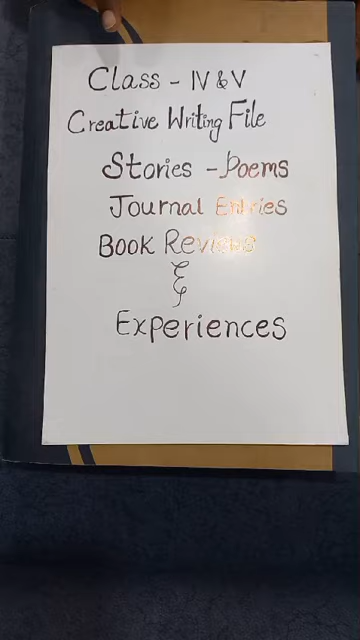 Class - IV & V
Creative Writing File
Stories - Poems
Journal Entries
Book Reviews
&
Experiences